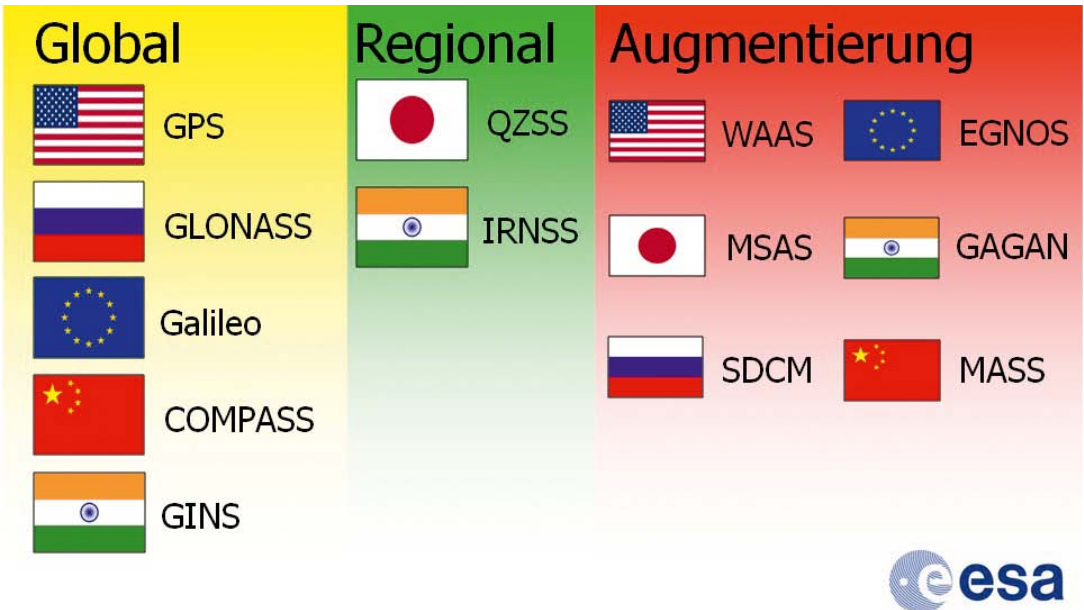 Global
GPS
GLONASS
Galileo
COMPASS
GINS
Regional
QZSS
IRNSS
Augmentierung
WAAS
EGNOS
MSAS
GAGAN
SDCM
MASS
esa